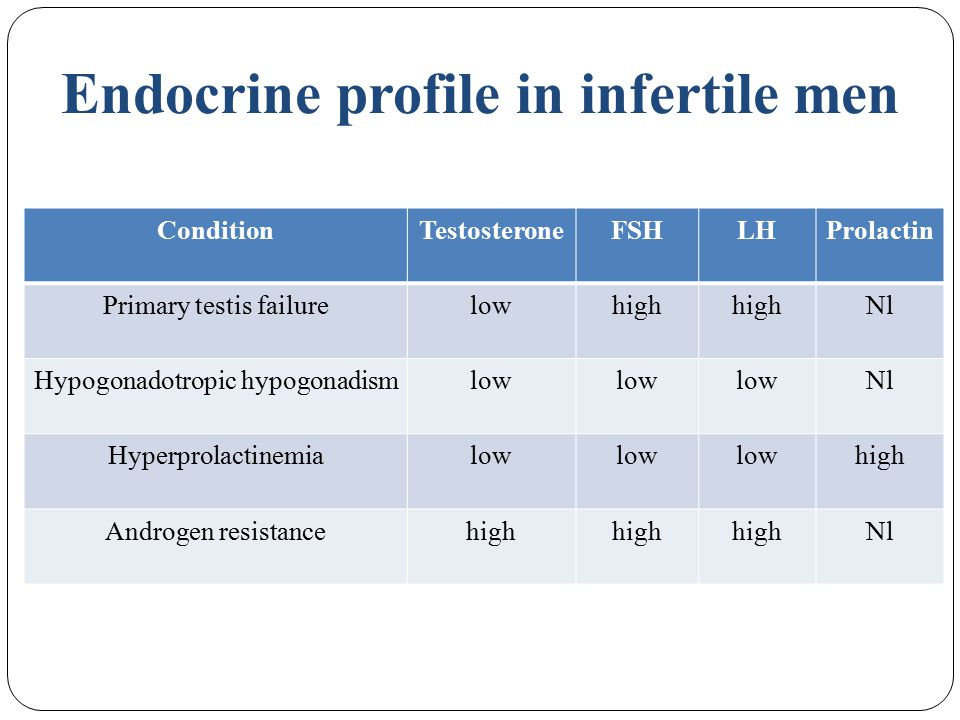 Endocrine profile in infertile men
Condition Testosterone FSH LH Prolactin
Primary testis failure low high high Nl
Hypogonadotropic hypogonadism low low low Nl
Hyperprolactinemia low low low high
Androgen resistance high high high Nl